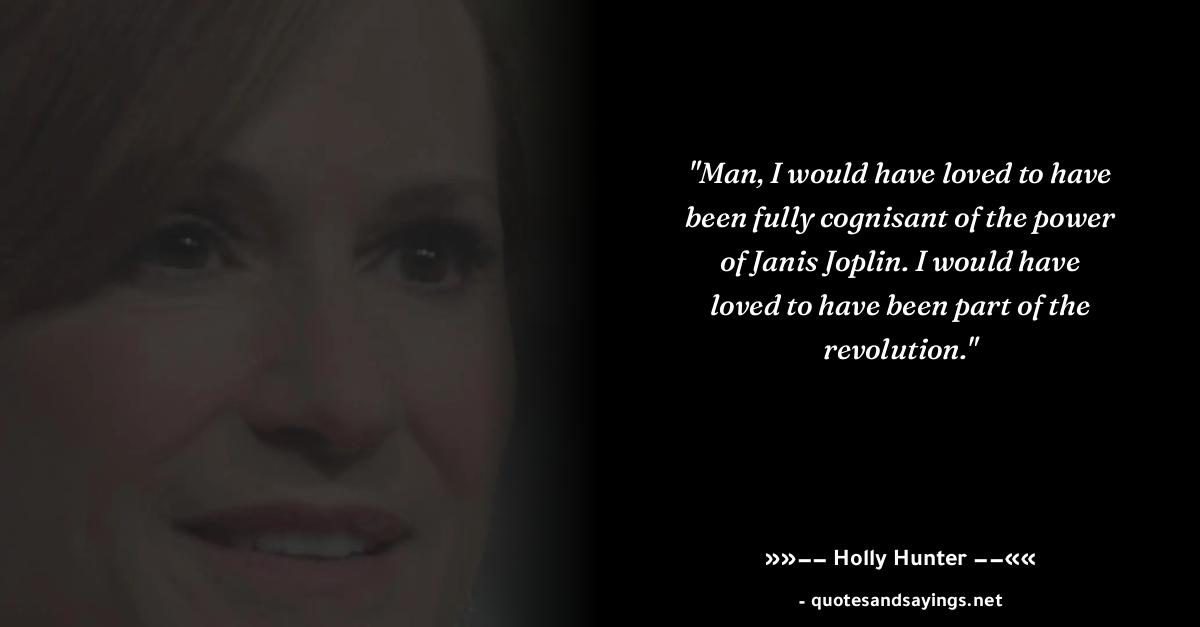 "Man, I would have loved to have
been fully cognisant of the power
of Janis Joplin. I would have
loved to have been part of the
revolution."
»»−− Holly Hunter −−««
- quotesandsayings.net